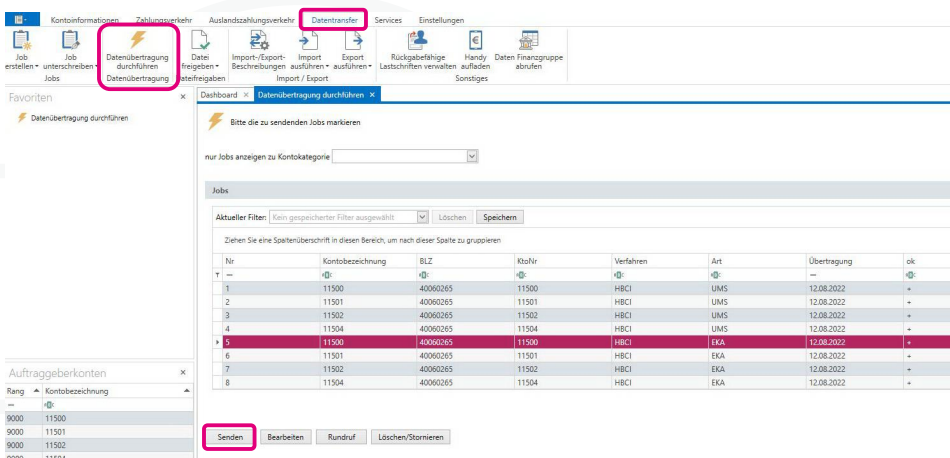 Kontoinformationen Zahlungsverkehr Auslandszahlungsverkehr Datentransfer Services Einstellungen
Job erstellen Job unterschreiben Datenübertragung durchführen Datei freigeben Import-/Export-Beschreibungen Import ausführen Export ausführen Rückgabefähige Lastschriften verwalten Handy aufladen Daten Finanzgruppe abrufen
Jobs Datenübertragung Dateifreigaben Import / Export Sonstiges
Favoriten ×
Datenübertragung durchführen
Dashboard × Datenübertragung durchführen ×
Bitte die zu sendenden Jobs markieren
nur Jobs anzeigen zu Kontokategorie
Jobs
Aktueller Filter: Kein gespeicherter Filter ausgewählt Löschen Speichern
Ziehen Sie eine Spaltenüberschrift in diesen Bereich, um nach dieser Spalte zu gruppieren
Nr Kontobezeichnung BLZ KtoNr Verfahren Art Übertragung ok
1 11500 40060265 11500 HBCI UMS 12.08.2022 +
2 11501 40060265 11501 HBCI UMS 12.08.2022 +
3 11502 40060265 11502 HBCI UMS 12.08.2022 +
4 11504 40060265 11504 HBCI UMS 12.08.2022 +
5 11500 40060265 11500 HBCI EKA 12.08.2022 +
6 11501 40060265 11501 HBCI EKA 12.08.2022 +
7 11502 40060265 11502 HBCI EKA 12.08.2022 +
8 11504 40060265 11504 HBCI EKA 12.08.2022 +
Auftraggeberkonten ×
Rang Kontobezeichnung
9000 11500
9000 11501
9000 11502
9000 11504
Senden Bearbeiten Rundruf Löschen/Stornieren